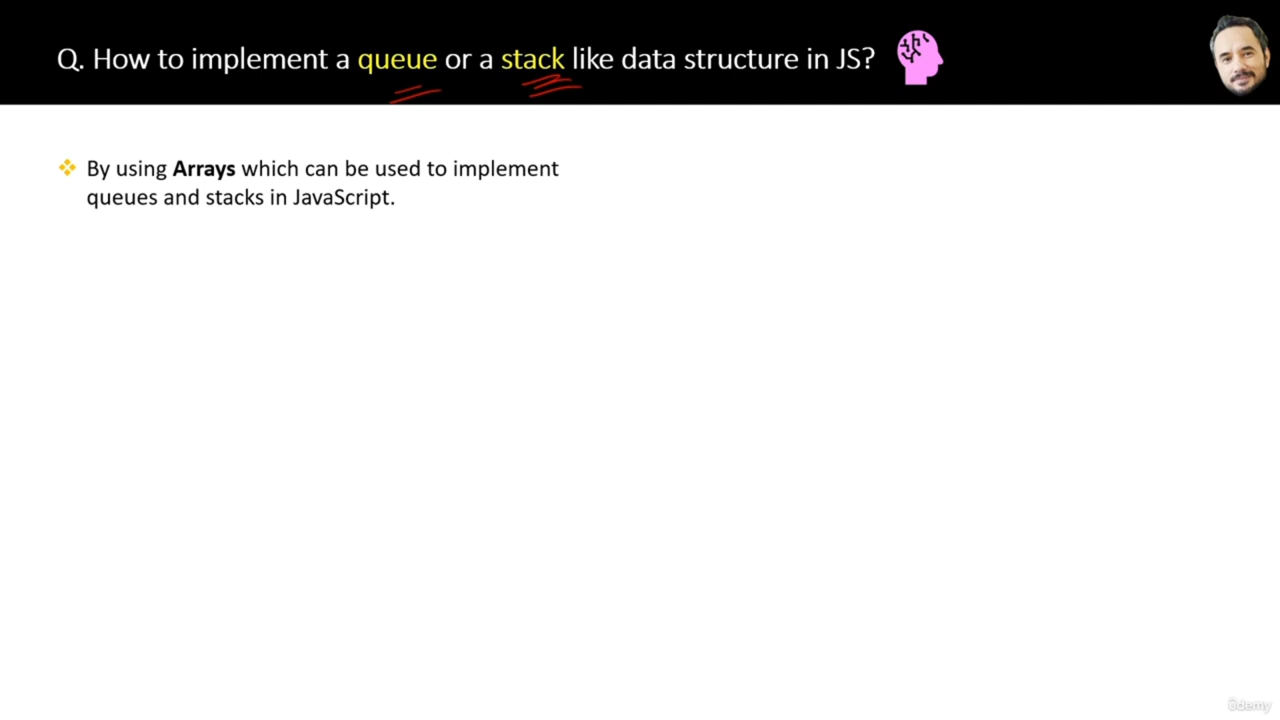 Q. How to implement a queue or a stack like data structure in JS?
By using Arrays which can be used to implement
queues and stacks in JavaScript.
ûdemy